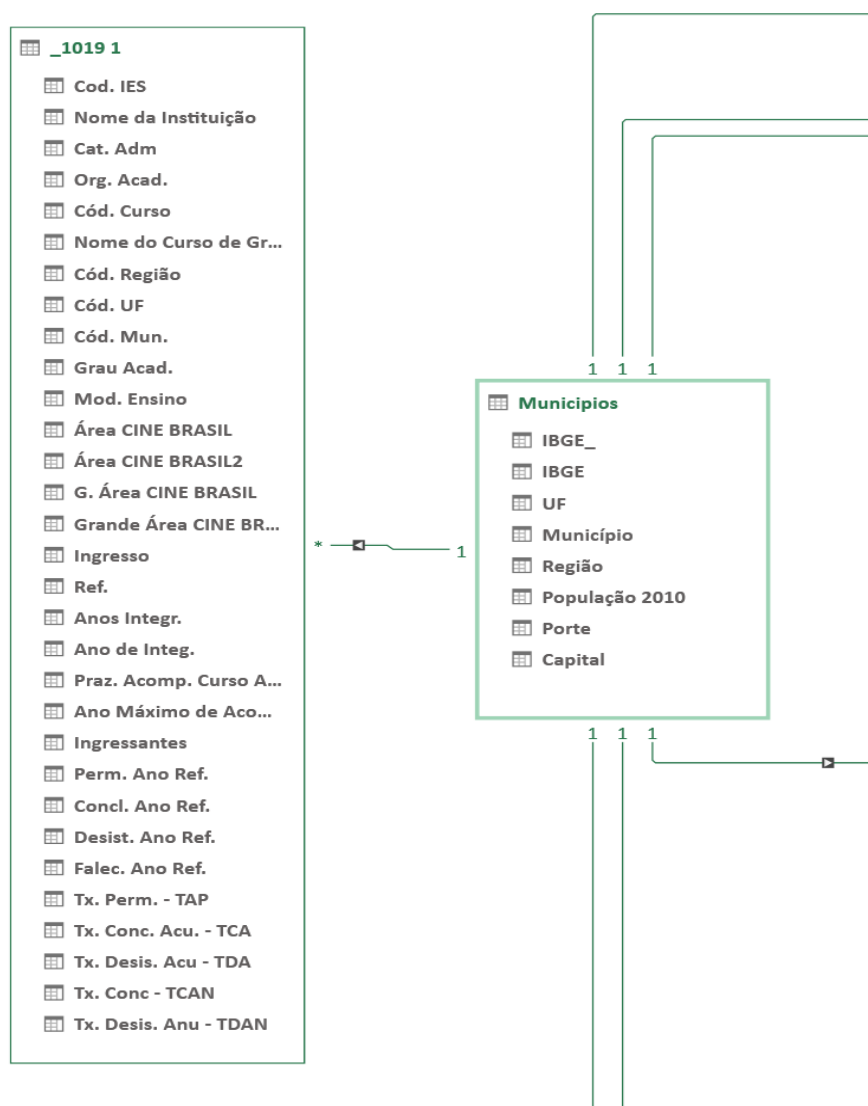 _1019 1
Cod. IES
Nome da Instituição
Cat. Adm
Org. Acad.
Cód. Curso
Nome do Curso de Gr...
Cód. Região
Cód. UF
Cód. Mun.
Grau Acad.
Mod. Ensino
Área CINE BRASIL
Área CINE BRASIL2
G. Área CINE BRASIL
Grande Área CINE BR...
Ingresso
Ref.
Anos Integr.
Ano de Integ.
Praz. Acomp. Curso A...
Ano Máximo de Aco...
Ingressantes
Perm. Ano Ref.
Concl. Ano Ref.
Desist. Ano Ref.
Falec. Ano Ref.
Tx. Perm. - TAP
Tx. Conc. Acu. - TCA
Tx. Desis. Acu - TDA
Tx. Conc - TCAN
Tx. Desis. Anu - TDAN
* 1
1 1 1
Municipios
IBGE_
IBGE
UF
Município
Região
População 2010
Porte
Capital
1 1 1